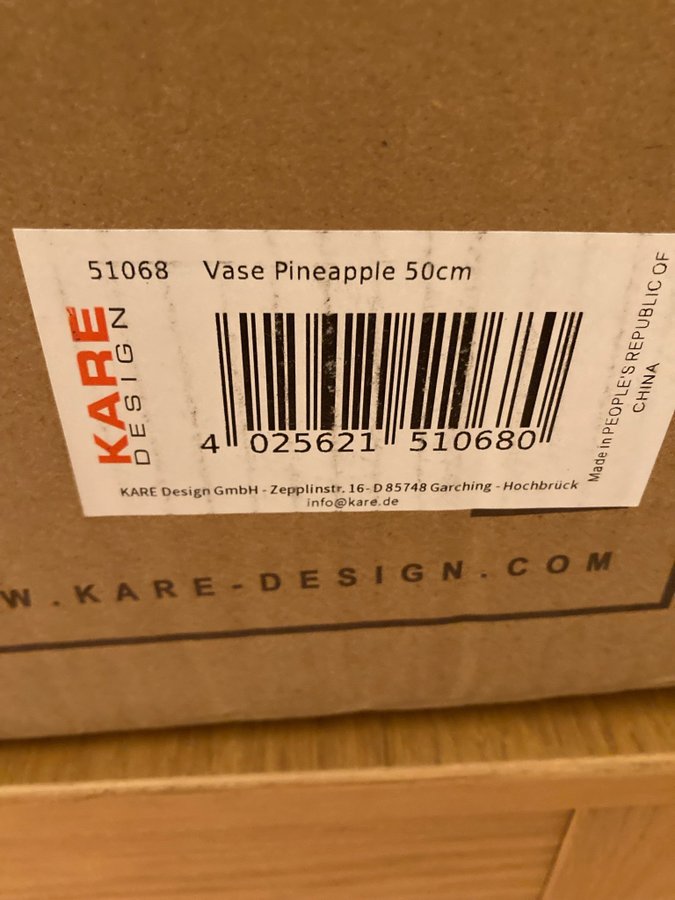 51068 Vase Pineapple 50cm
KARE
DESIGN
4 025621 510680
Made in PEOPLE'S REPUBLIC OF
CHINA
KARE Design GmbH - Zepplinstr. 16 - D 85748 Garching - Hochbrück
info@kare.de
W.KARE-DESIGN.COM